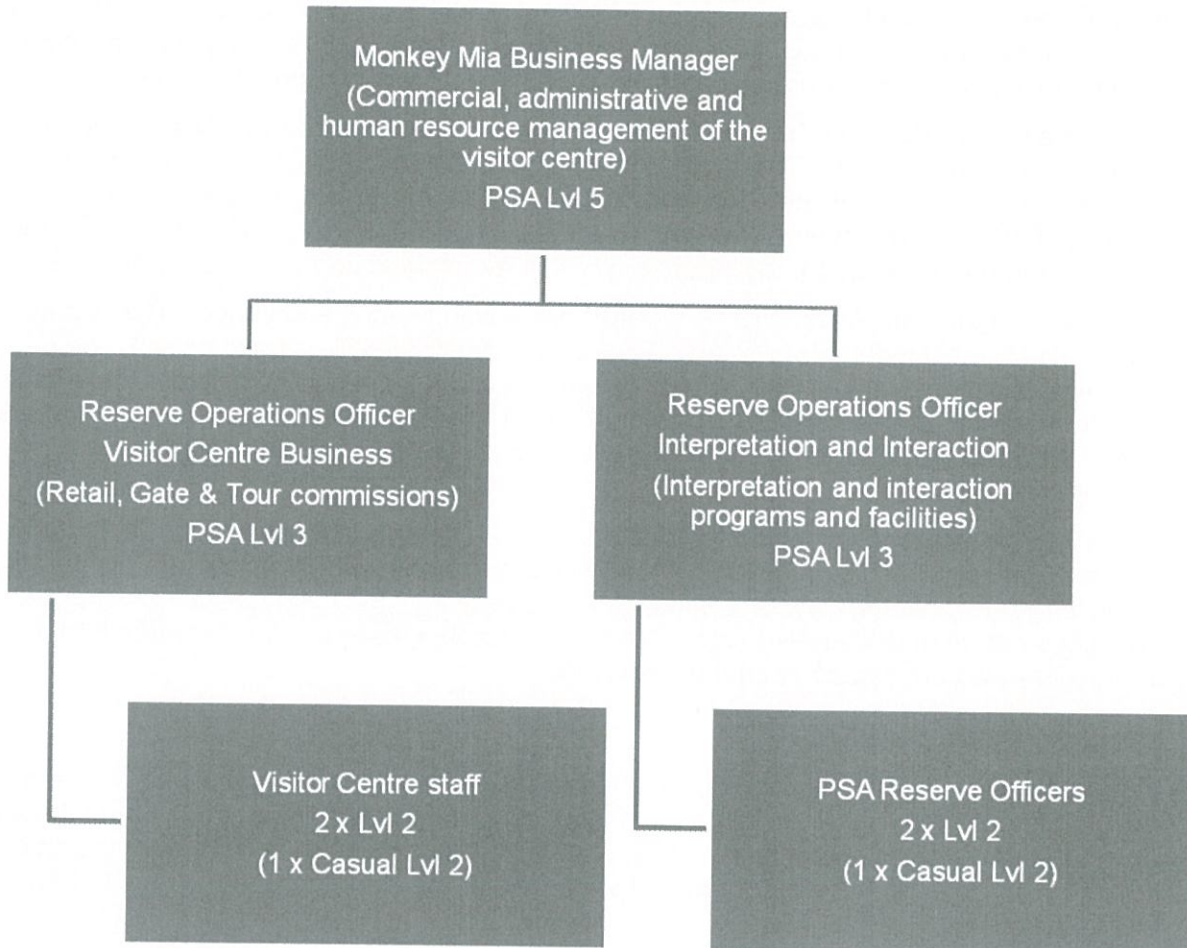 Monkey Mia Business Manager
(Commercial, administrative and
human resource management of the
visitor centre)
PSA Lvl 5
Reserve Operations Officer
Visitor Centre Business
(Retail, Gate & Tour commissions)
PSA Lvl 3
Reserve Operations Officer
Interpretation and Interaction
(Interpretation and interaction
programs and facilities)
PSA Lvl 3
Visitor Centre staff
2 x Lvl 2
(1 x Casual Lvl 2)
PSA Reserve Officers
2 x Lvl 2
(1 x Casual Lvl 2)